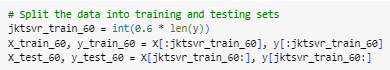 # Split the data into training and testing sets
jktsvr_train_60 = int(0.6 * len(y))
X_train_60, y_train_60 = X[:jktsvr_train_60], y[:jktsvr_train_60]
X_test_60, y_test_60 = X[jktsvr_train_60:], y[jktsvr_train_60:]